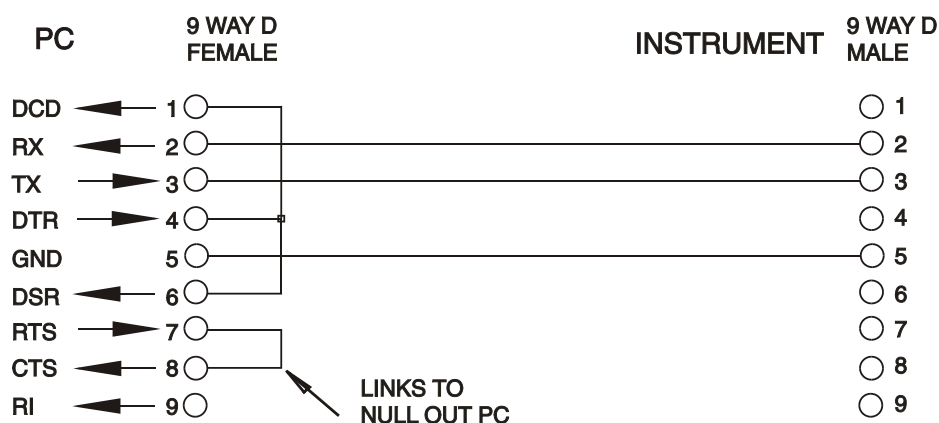 PC
9 WAY D
FEMALE
INSTRUMENT
9 WAY D
MALE
DCD 1 1
RX 2 2
TX 3 3
DTR 4 4
GND 5 5
DSR 6 6
RTS 7 7
CTS 8 8
RI 9 9
LINKS TO
NULL OUT PC